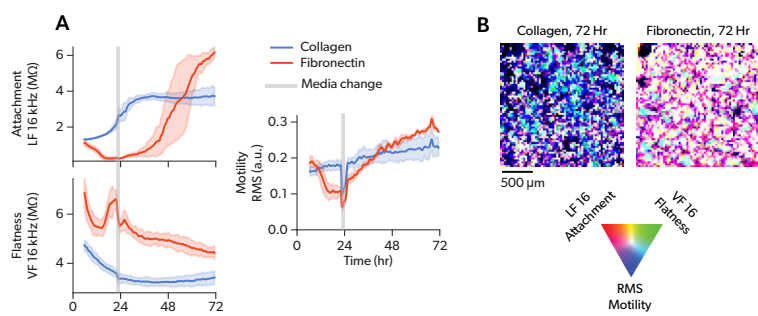 A
Attachment
LF 16 kHz (MΩ)
6
4
2
Flatness
VF 16 kHz (MΩ)
6
4
0
24
48
72
Collagen
Fibronectin
Media change
Motility
RMS (a.u.)
0.3
0.2
0.1
0.0
0
24
48
72
Time (hr)
B
Collagen, 72 Hr
Fibronectin, 72 Hr
500 µm
LF 16
Attachment
VF 16
Flatness
RMS
Motility